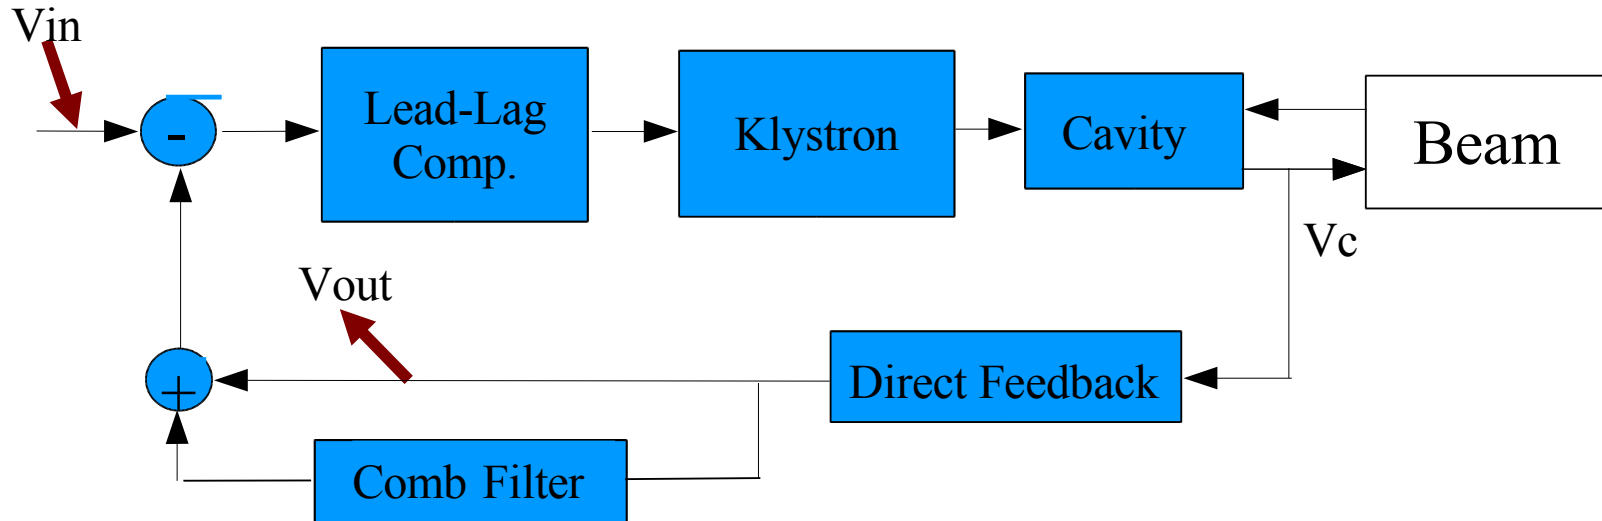 Vin
-
Lead-Lag
Comp.
Klystron
Cavity
Beam
Vc
Vout
+
Direct Feedback
Comb Filter